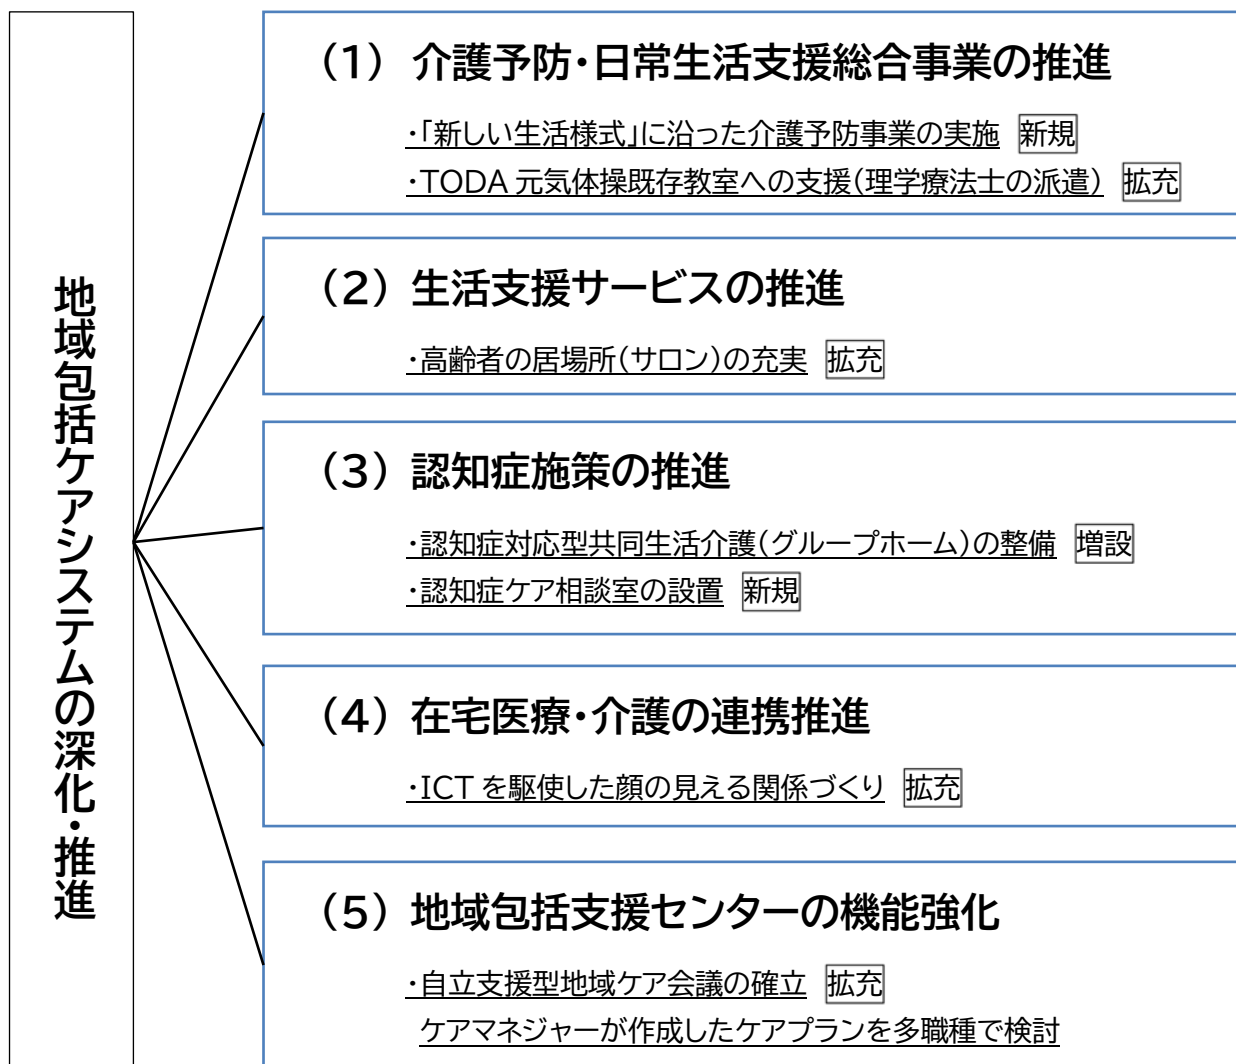 地域包括ケアシステムの深化・推進
(1) 介護予防・日常生活支援総合事業の推進
・「新しい生活様式」に沿った介護予防事業の実施 新規
・TODA 元気体操既存教室への支援(理学療法士の派遣) 拡充
(2) 生活支援サービスの推進
・高齢者の居場所(サロン)の充実 拡充
(3) 認知症施策の推進
・認知症対応型共同生活介護(グループホーム)の整備 増設
・認知症ケア相談室の設置 新規
(4) 在宅医療・介護の連携推進
・ICT を駆使した顔の見える関係づくり 拡充
(5) 地域包括支援センターの機能強化
・自立支援型地域ケア会議の確立 拡充
ケアマネジャーが作成したケアプランを多職種で検討